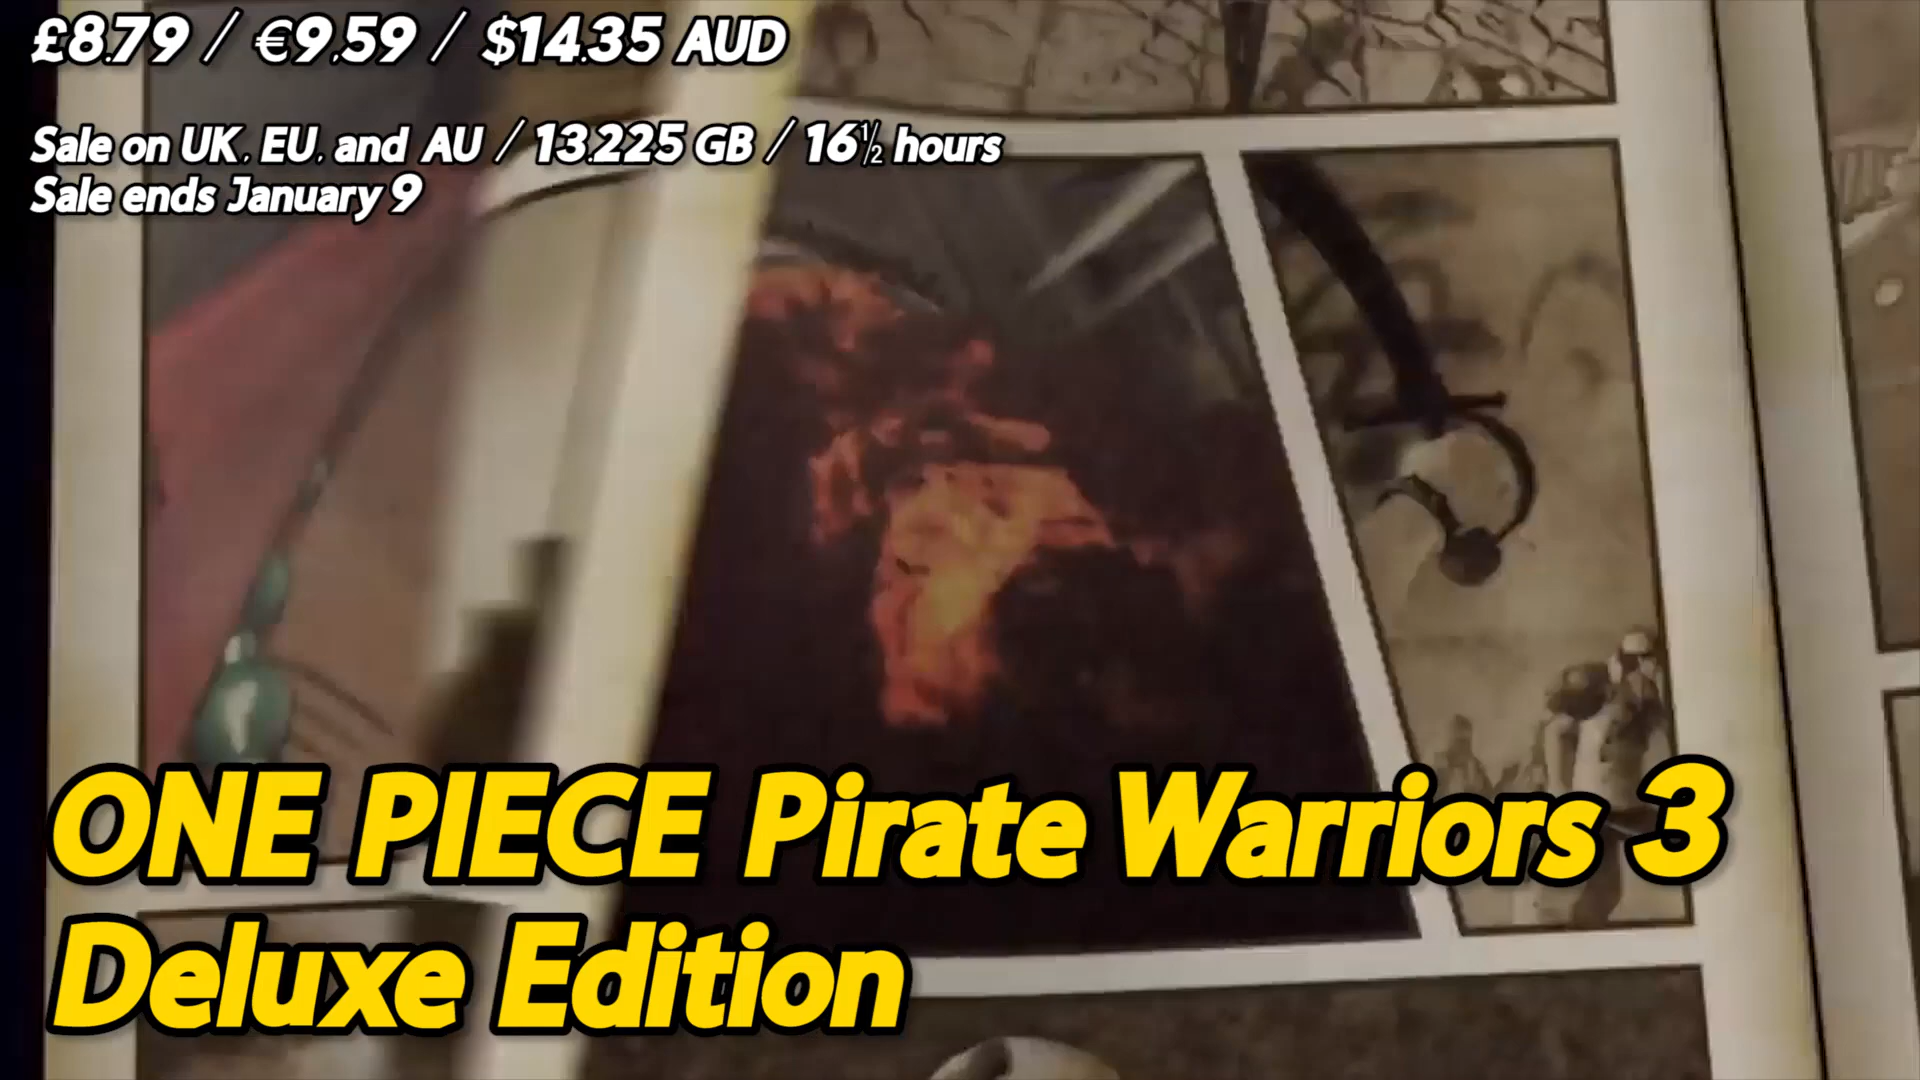 £8.79 / €9.59 / $14.35 AUD
Sale on UK, EU, and AU / 13.225 GB / 16½ hours
Sale ends January 9
ONE PIECE Pirate Warriors 3
Deluxe Edition